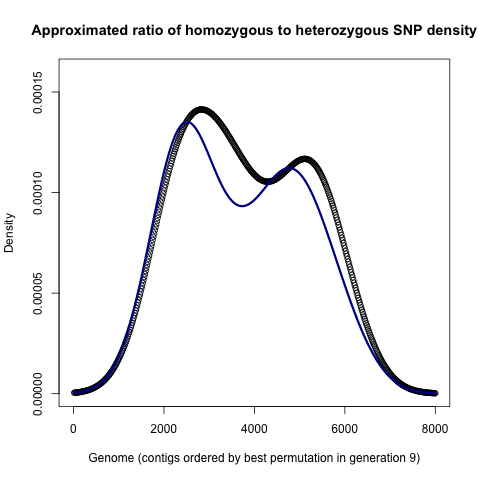 Approximated ratio of homozygous to heterozygous SNP density
0.00015
0.00010
0.00005
0.00000
Density
0 2000 4000 6000 8000
Genome (contigs ordered by best permutation in generation 9)